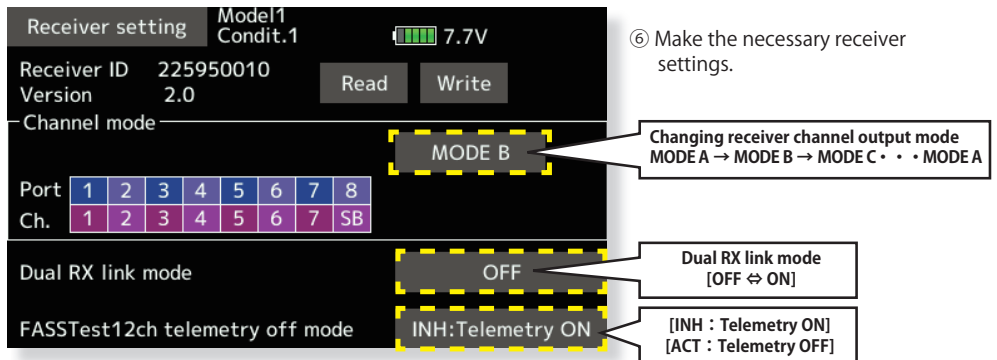 Receiver setting Model1
Condit.1 7.7V
Receiver ID 225950010
Version 2.0
Read Write
Channel mode
MODE B
Port 1 2 3 4 5 6 7 8
Ch. 1 2 3 4 5 6 7 SB
Dual RX link mode OFF
FASSTest12ch telemetry off mode INH:Telemetry ON
⑥ Make the necessary receiver
settings.
Changing receiver channel output mode
MODE A → MODE B → MODE C・・・MODE A
Dual RX link mode
[OFF ⇔ ON]
[INH：Telemetry ON]
[ACT：Telemetry OFF]